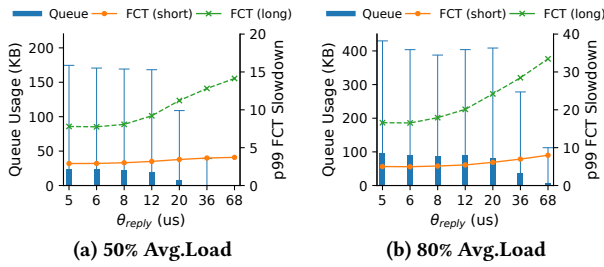 Queue FCT (short) FCT (long)
Queue Usage (KB)
200
150
100
50
0
20
15
10
5
0
p99 FCT Slowdown
5 6 8 12 20 36 68
θreply (us)
(a) 50% Avg.Load
Queue FCT (short) FCT (long)
Queue Usage (KB)
400
300
200
100
0
40
30
20
10
0
p99 FCT Slowdown
5 6 8 12 20 36 68
θreply (us)
(b) 80% Avg.Load